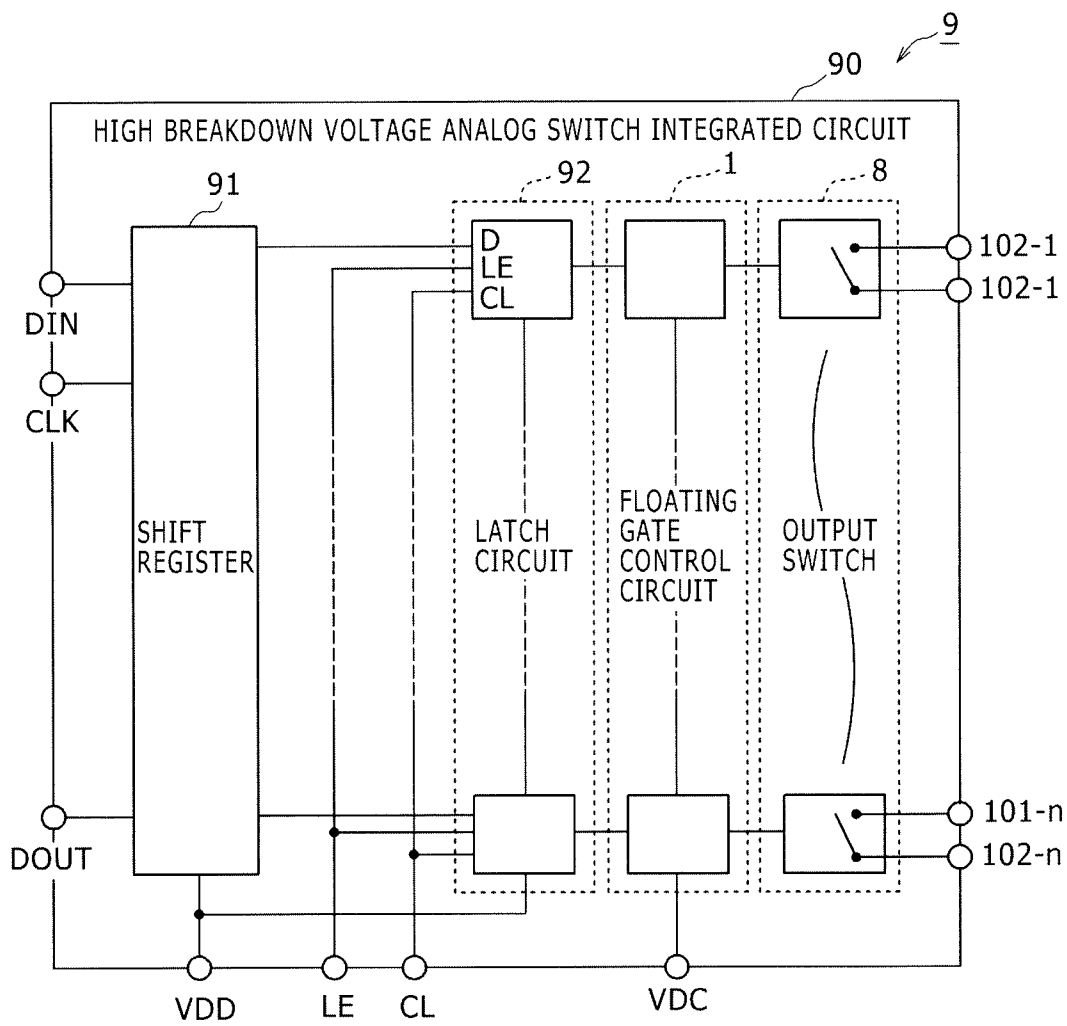 9
90
HIGH BREAKDOWN VOLTAGE ANALOG SWITCH INTEGRATED CIRCUIT
91
92
1
8
D
LE
CL
102-1
102-1
DIN
CLK
SHIFT
REGISTER
LATCH
CIRCUIT
FLOATING
GATE
CONTROL
CIRCUIT
OUTPUT
SWITCH
DOUT
101-n
102-n
VDD
LE
CL
VDC